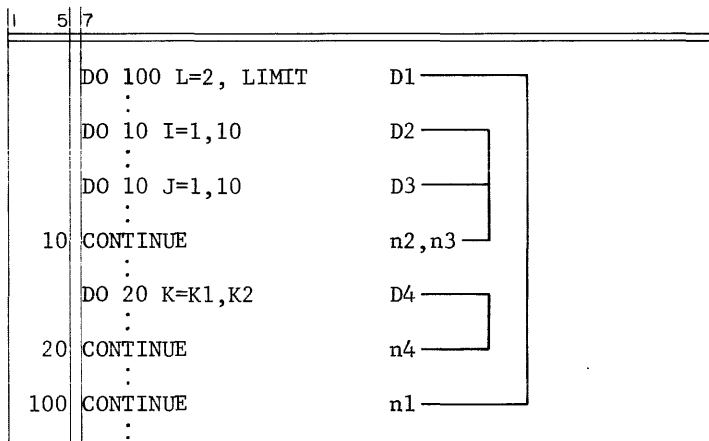 1 5 7
DO 100 L=2, LIMIT D1
.
.
DO 10 I=1,10 D2
.
.
DO 10 J=1,10 D3
.
.
10 CONTINUE n2,n3
.
.
DO 20 K=K1,K2 D4
.
.
20 CONTINUE n4
.
.
100 CONTINUE n1
.
.